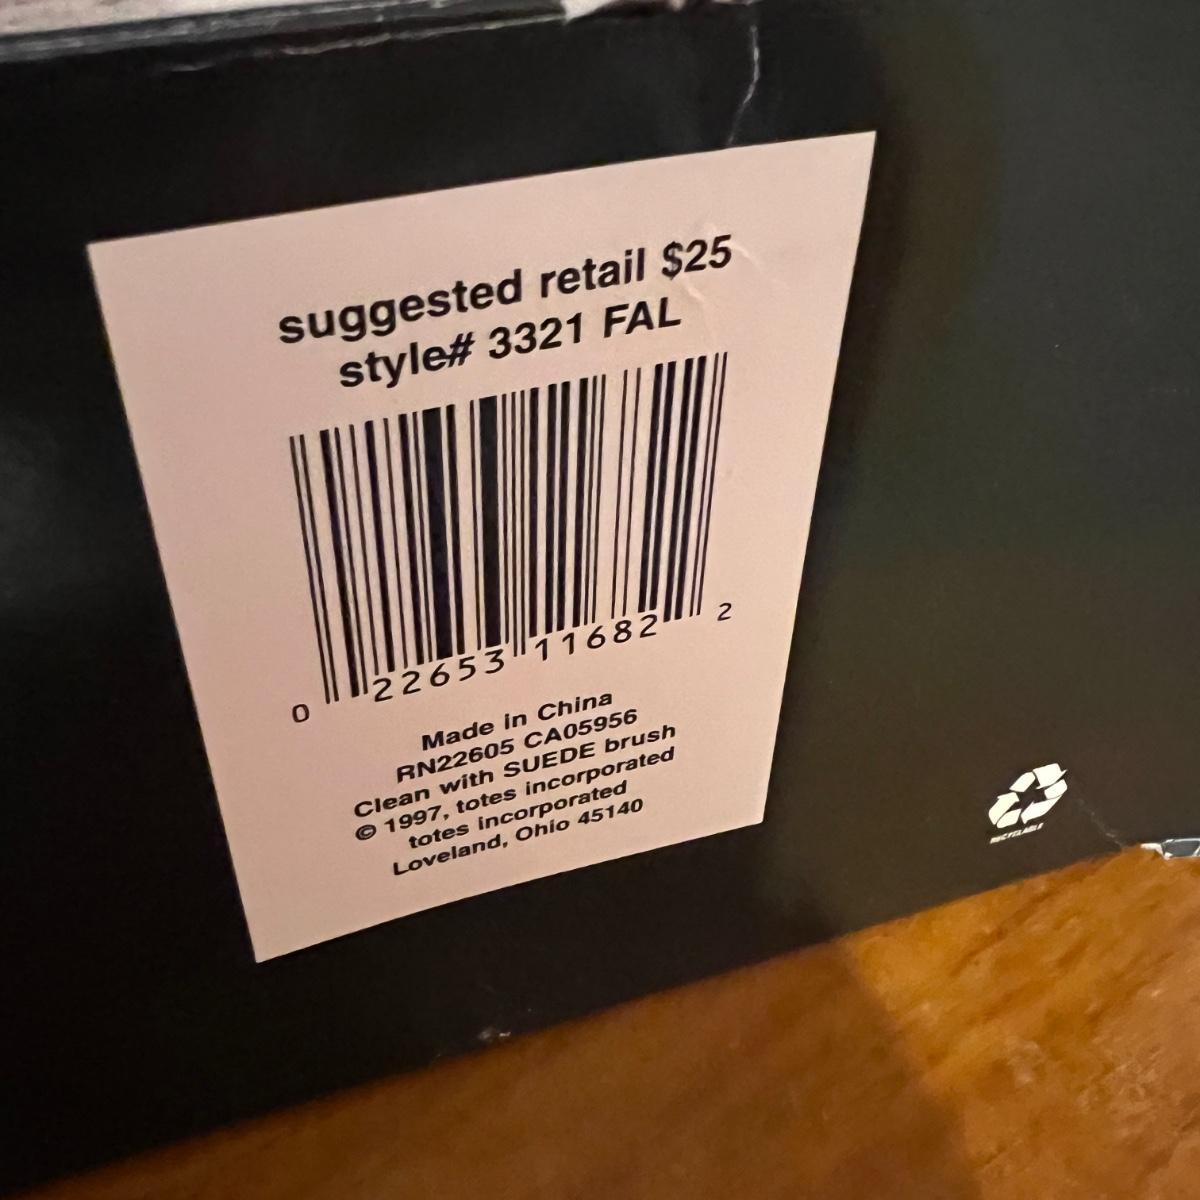 suggested retail $25
style# 3321 FAL
0 22653 11682 2
Made in China
RN22605 CA05956
Clean with SUEDE brush
© 1997, totes incorporated
totes incorporated
Loveland, Ohio 45140
RECYCLABLE